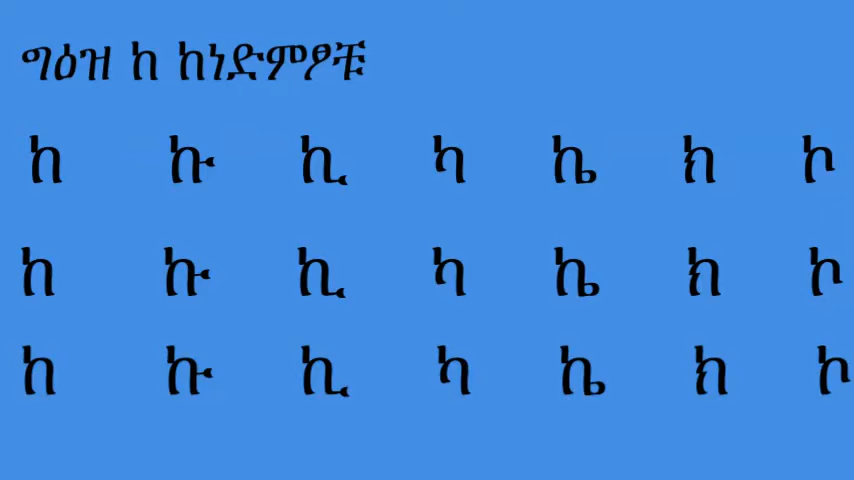 ግዕዝ ከ ከነድምፆቹ
ከ ኩ ኪ ካ ኬ ክ ኮ
ከ ኩ ኪ ካ ኬ ክ ኮ
ከ ኩ ኪ ካ ኬ ክ ኮ